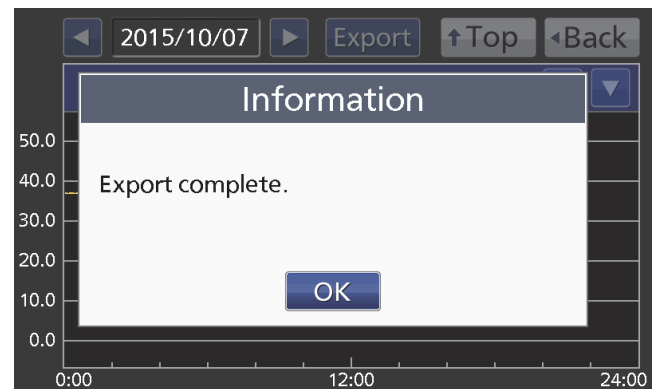 ◀ 2015/10/07 ▶ Export ↑Top ◂Back
▼
Information
Export complete.
OK
50.0
40.0
30.0
20.0
10.0
0.0
0:00 12:00 24:00